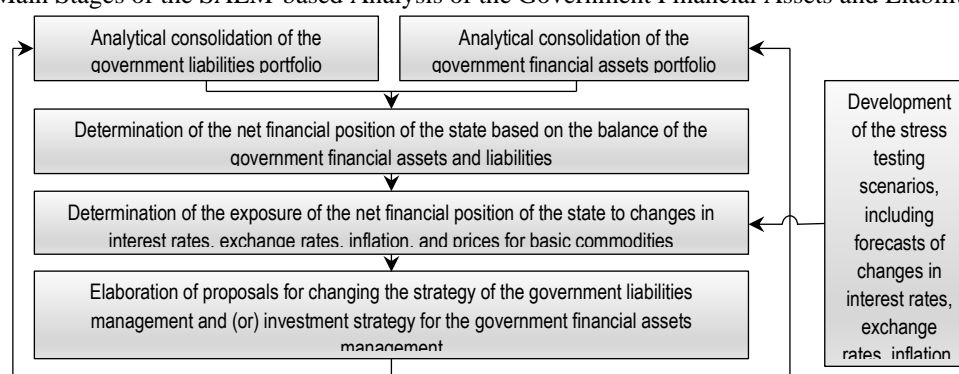 Main Stages of the SALM-based Analysis of the Government Financial Assets and Liabili
Analytical consolidation of the
government liabilities portfolio
Analytical consolidation of the
government financial assets portfolio
Determination of the net financial position of the state based on the balance of the
government financial assets and liabilities
Determination of the exposure of the net financial position of the state to changes in
interest rates, exchange rates, inflation, and prices for basic commodities
Elaboration of proposals for changing the strategy of the government liabilities
management and (or) investment strategy for the government financial assets
management
Development
of the stress
testing
scenarios,
including
forecasts of
changes in
interest rates,
exchange
rates, inflation,